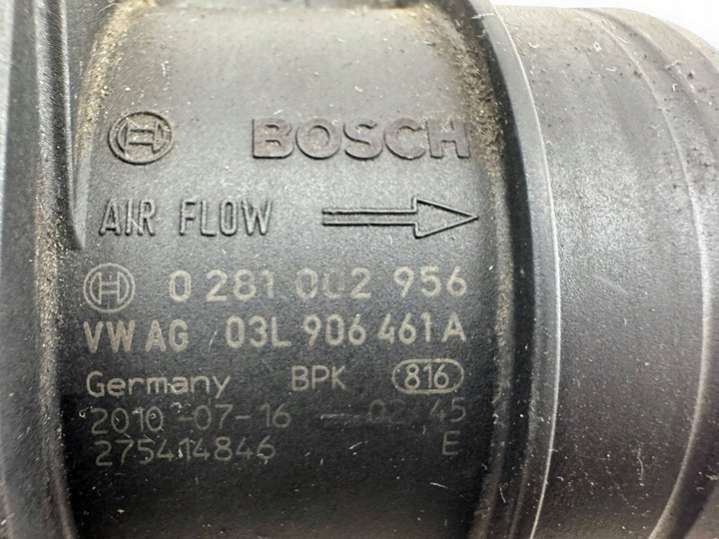 BOSCH
AIR FLOW
0 281 002 956
VW AG 03L 906 461 A
Germany BPK 816
2010-07-16 02:45
275414846 E